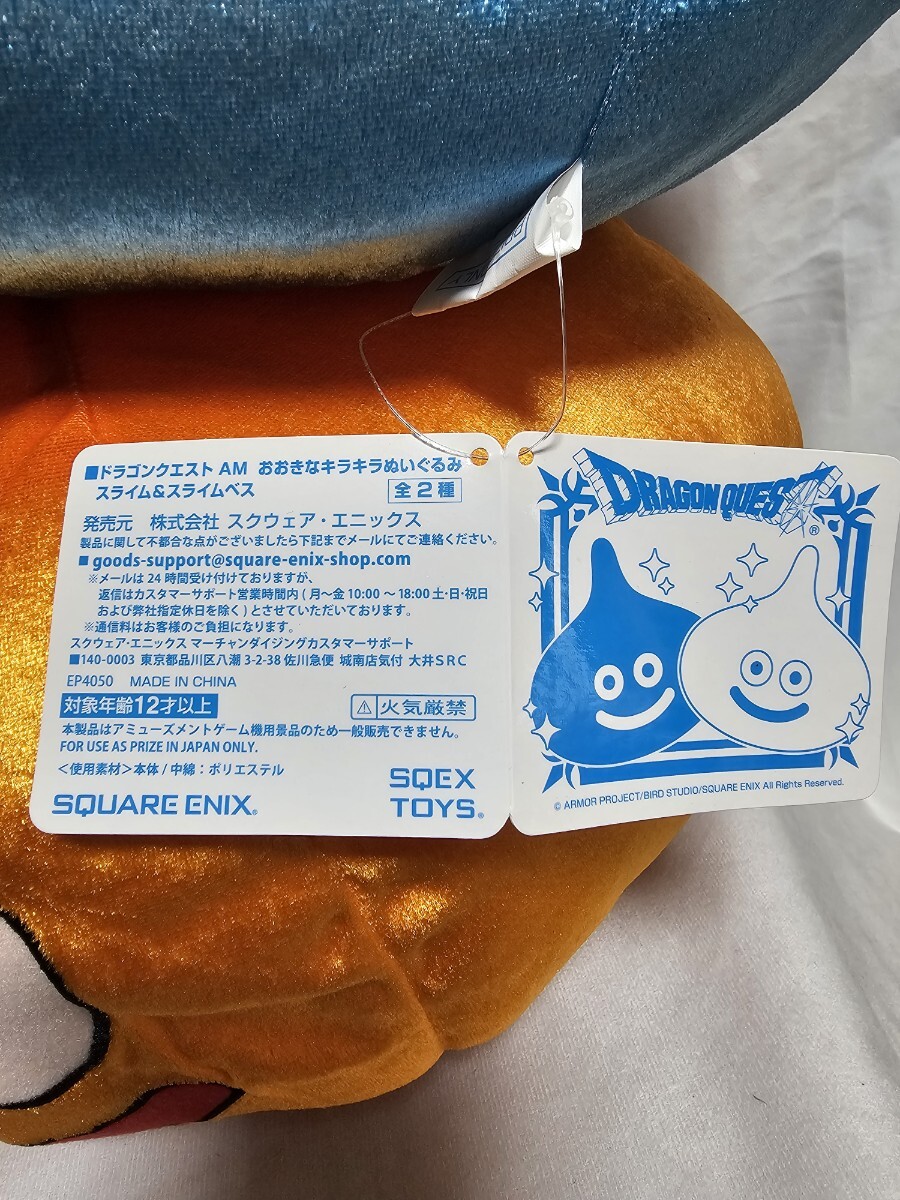 ■ドラゴンクエスト AM おおきなキラキラぬいぐるみ
スライム&スライムベス 全2種
発売元 株式会社 スクウェア・エニックス
製品に関して不都合な点がございましたら下記までメールにてご連絡ください。
■goods-support@square-enix-shop.com
※メールは24時間受け付けておりますが、
返信はカスタマーサポート営業時間内(月～金 10:00 ～ 18:00 土・日・祝日
および弊社指定休日を除く)とさせていただいております。
※通信料はお客様のご負担になります。
スクウェア・エニックス マーチャンダイジングカスタマーサポート
■140-0003 東京都品川区八潮 3-2-38 佐川急便 城南店気付 大井SRC
EP4050 MADE IN CHINA
対象年齢12才以上 ⚠火気厳禁
本製品はアミューズメントゲーム機用景品のため一般販売できません。
FOR USE AS PRIZE IN JAPAN ONLY.
＜使用素材＞本体/中綿：ポリエステル
SQUARE ENIX®
SQEX
TOYS®
DRAGON QUEST®
© ARMOR PROJECT/BIRD STUDIO/SQUARE ENIX All Rights Reserved.